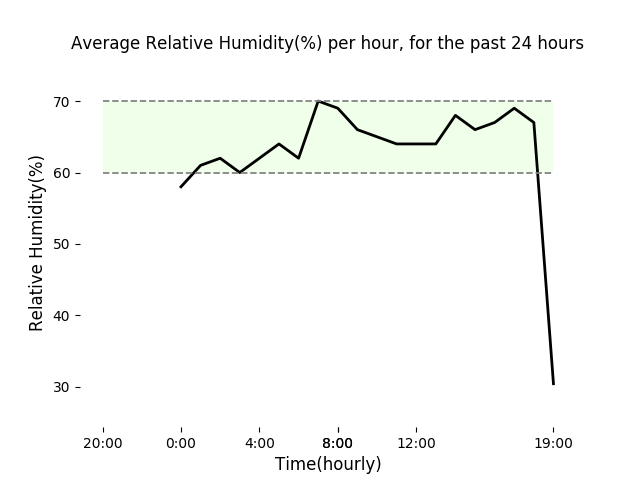 Average Relative Humidity(%) per hour, for the past 24 hours
70
60
50
40
30
Relative Humidity(%)
20:00 0:00 4:00 8:00 12:00 19:00
Time(hourly)